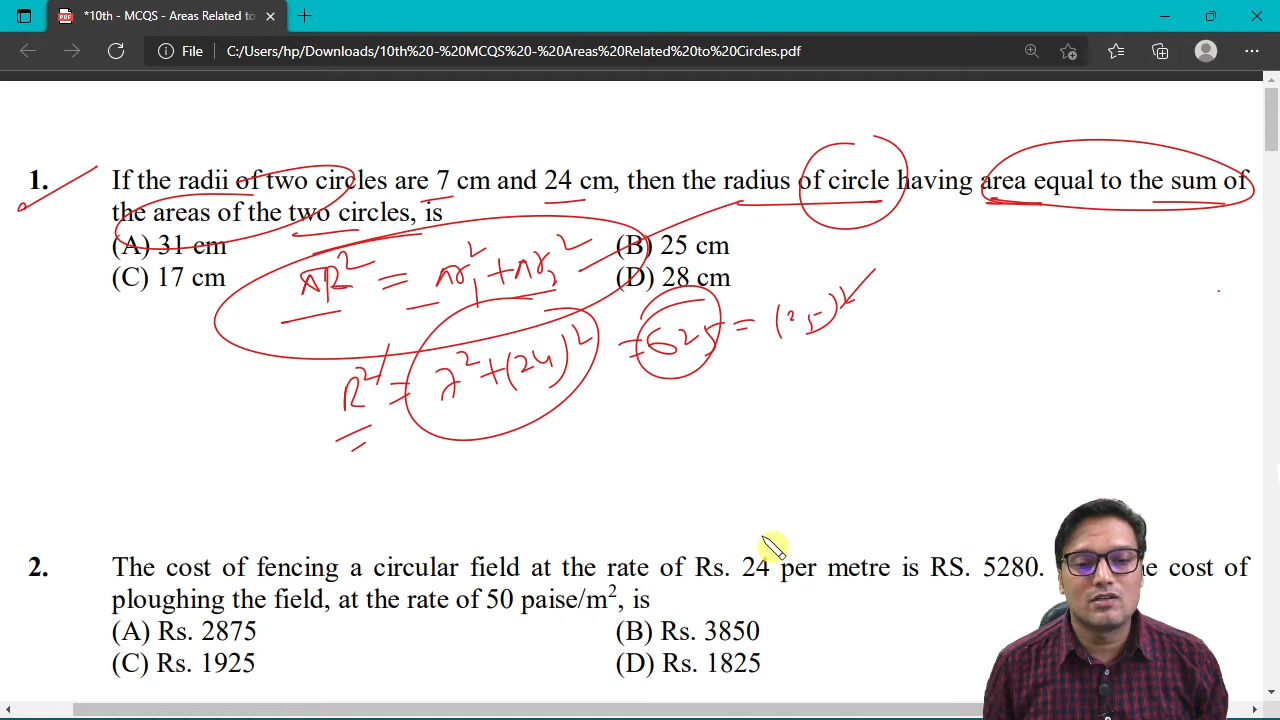 *10th - MCQS - Areas Related to
File C:/Users/hp/Downloads/10th%20-%20MCQS%20-%20Areas%20Related%20to%20Circles.pdf
1. If the radii of two circles are 7 cm and 24 cm, then the radius of circle having area equal to the sum of
the areas of the two circles, is
(A) 31 cm (B) 25 cm
(C) 17 cm (D) 28 cm
πR² = πr₁² + πr₂²
R² = 7² + (24)² = 625 = (25)²
2. The cost of fencing a circular field at the rate of Rs. 24 per metre is RS. 5280. cost of
ploughing the field, at the rate of 50 paise/m², is
(A) Rs. 2875 (B) Rs. 3850
(C) Rs. 1925 (D) Rs. 1825